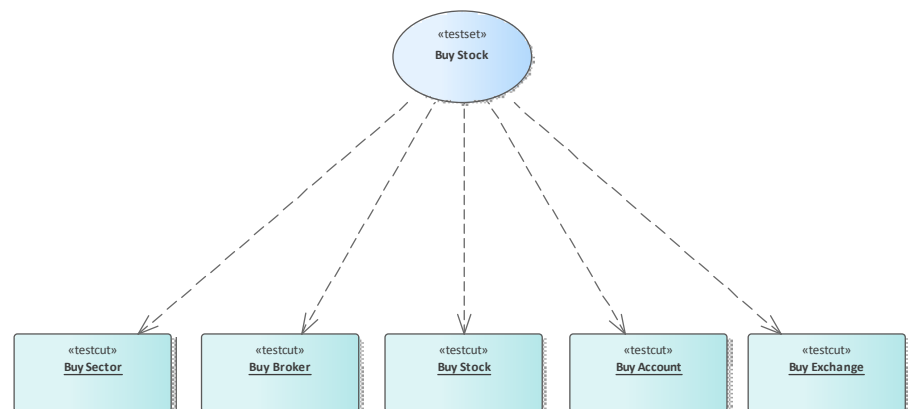 «testset»
Buy Stock
«testcut»
Buy Sector
«testcut»
Buy Broker
«testcut»
Buy Stock
«testcut»
Buy Account
«testcut»
Buy Exchange